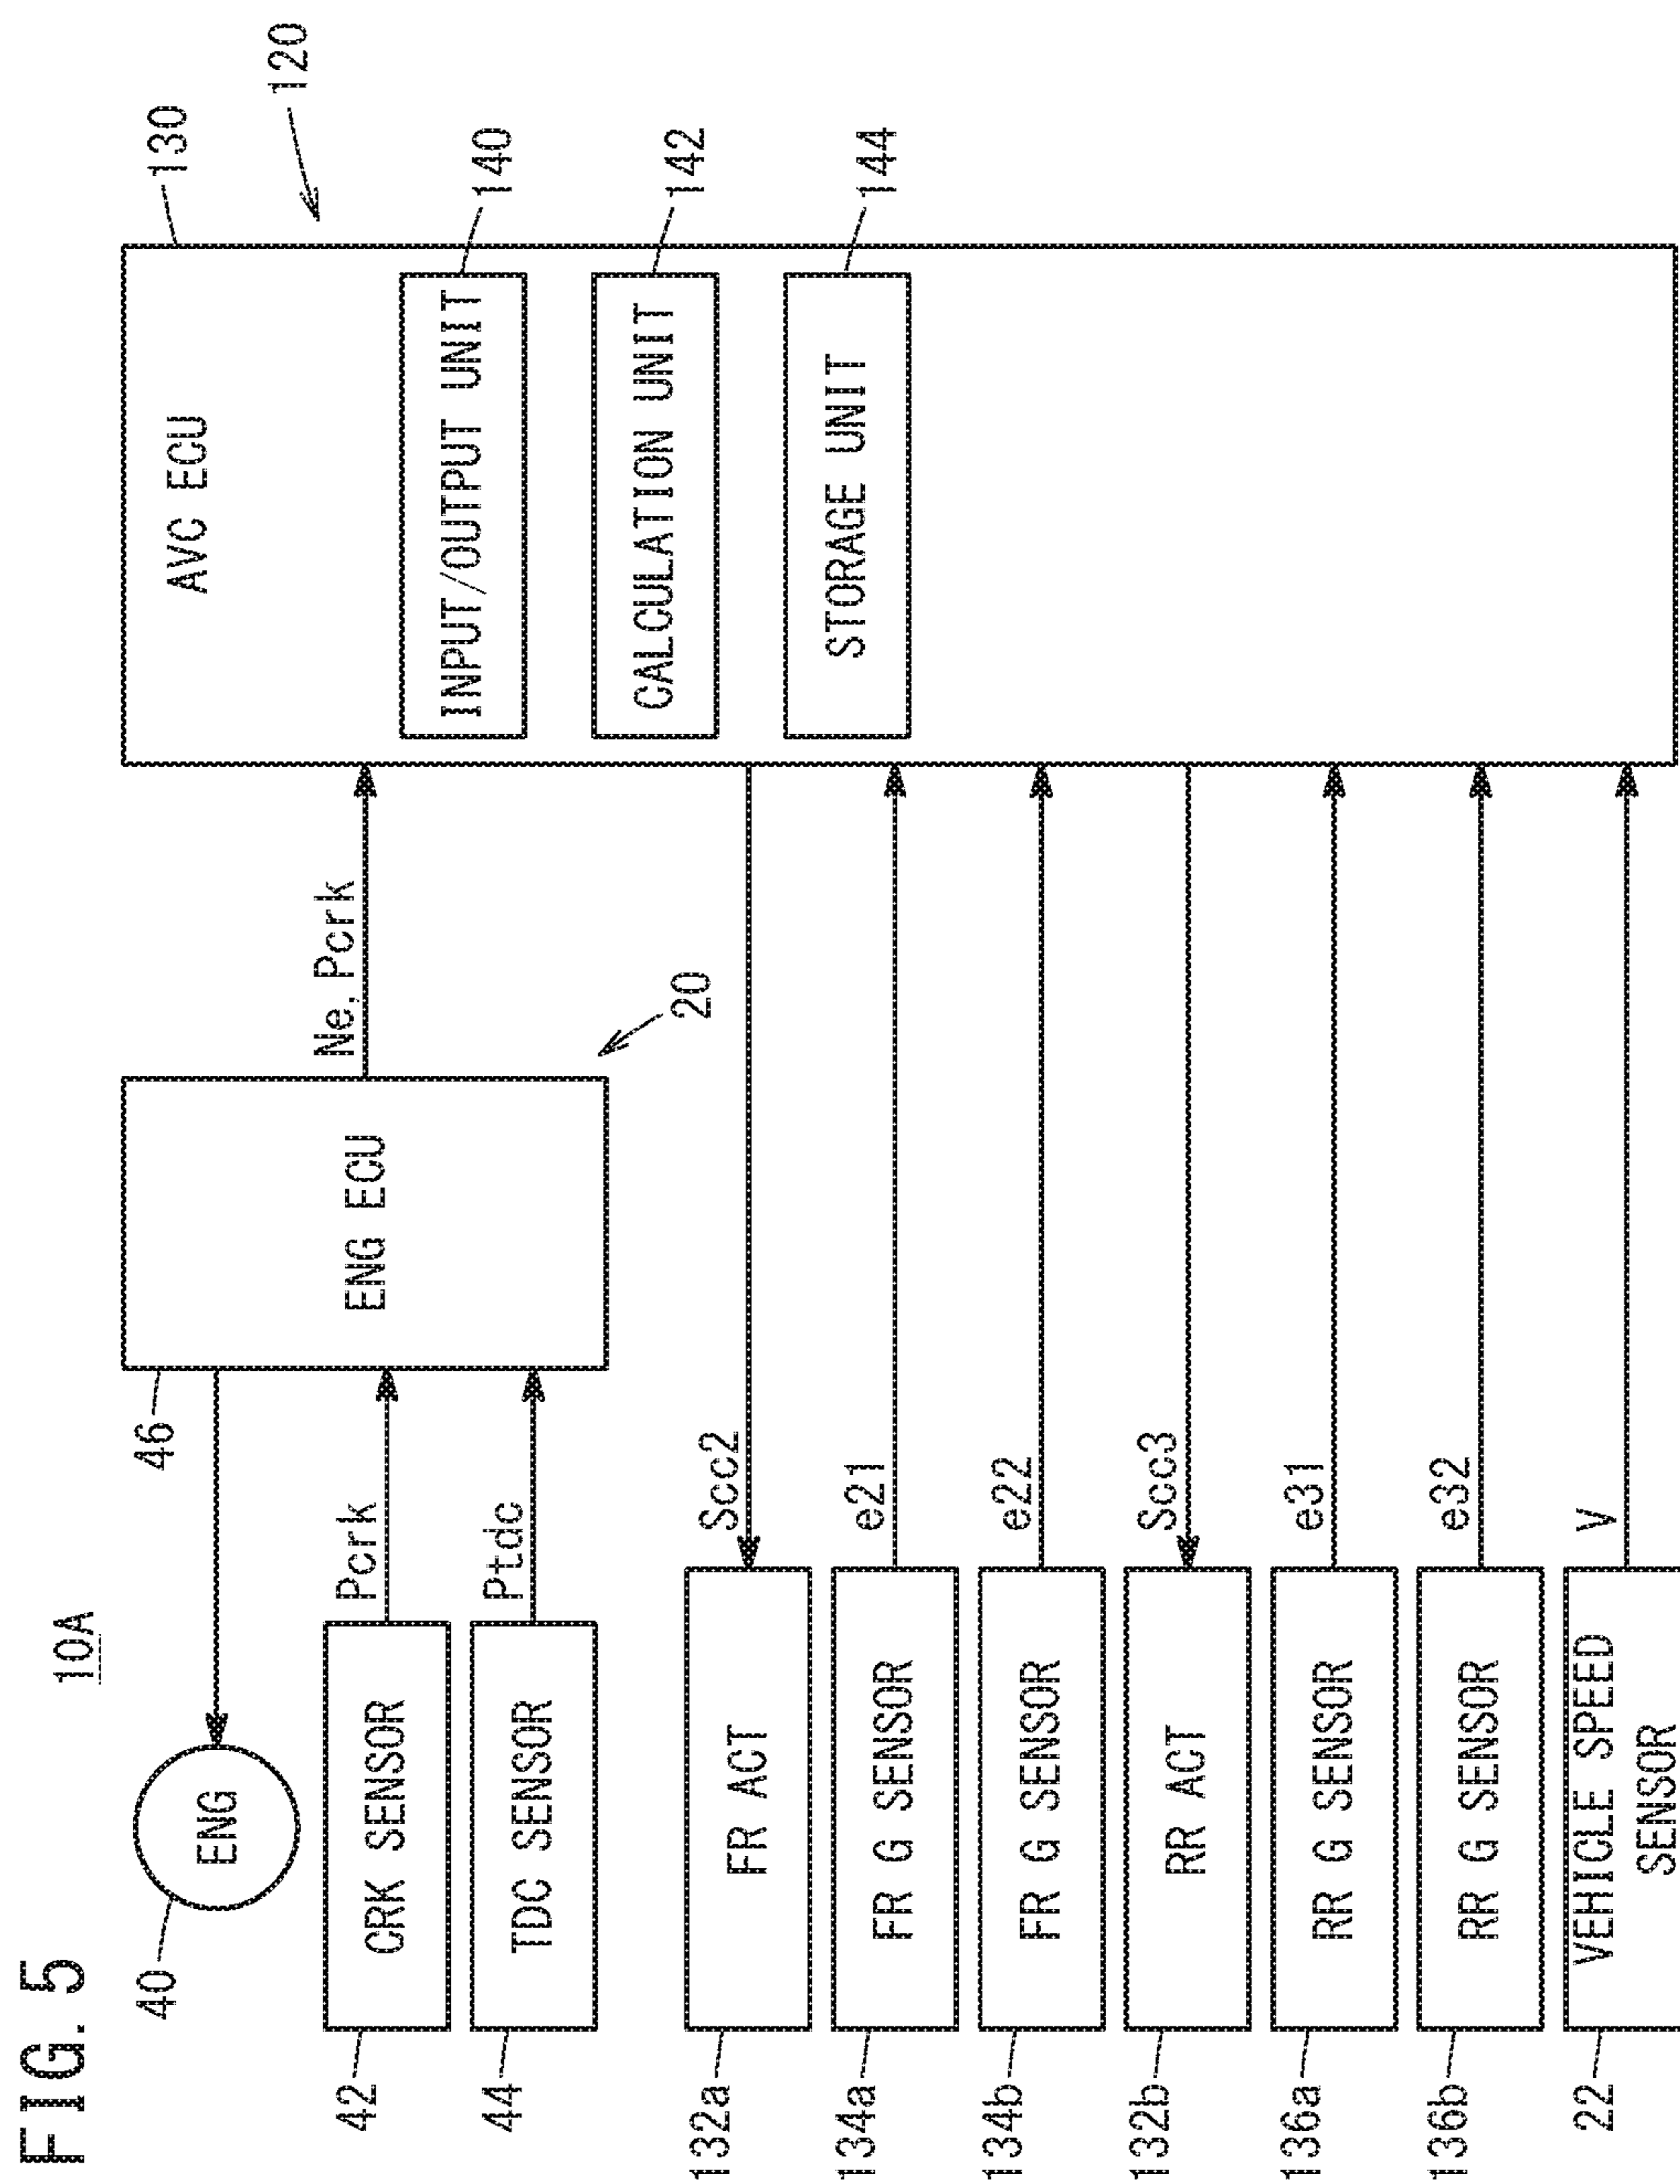 FIG. 5
10A
40
ENG
46
ENG ECU
20
Ne, Pcrk
130
AVC ECU
120
42
CRK SENSOR
Pcrk
44
TDC SENSOR
Ptdc
INPUT/OUTPUT UNIT
140
CALCULATION UNIT
142
STORAGE UNIT
144
132a
FR ACT
Scc2
134a
FR G SENSOR
e21
134b
FR G SENSOR
e22
132b
RR ACT
Scc3
136a
RR G SENSOR
e31
136b
RR G SENSOR
e32
22
VEHICLE SPEED
SENSOR
V